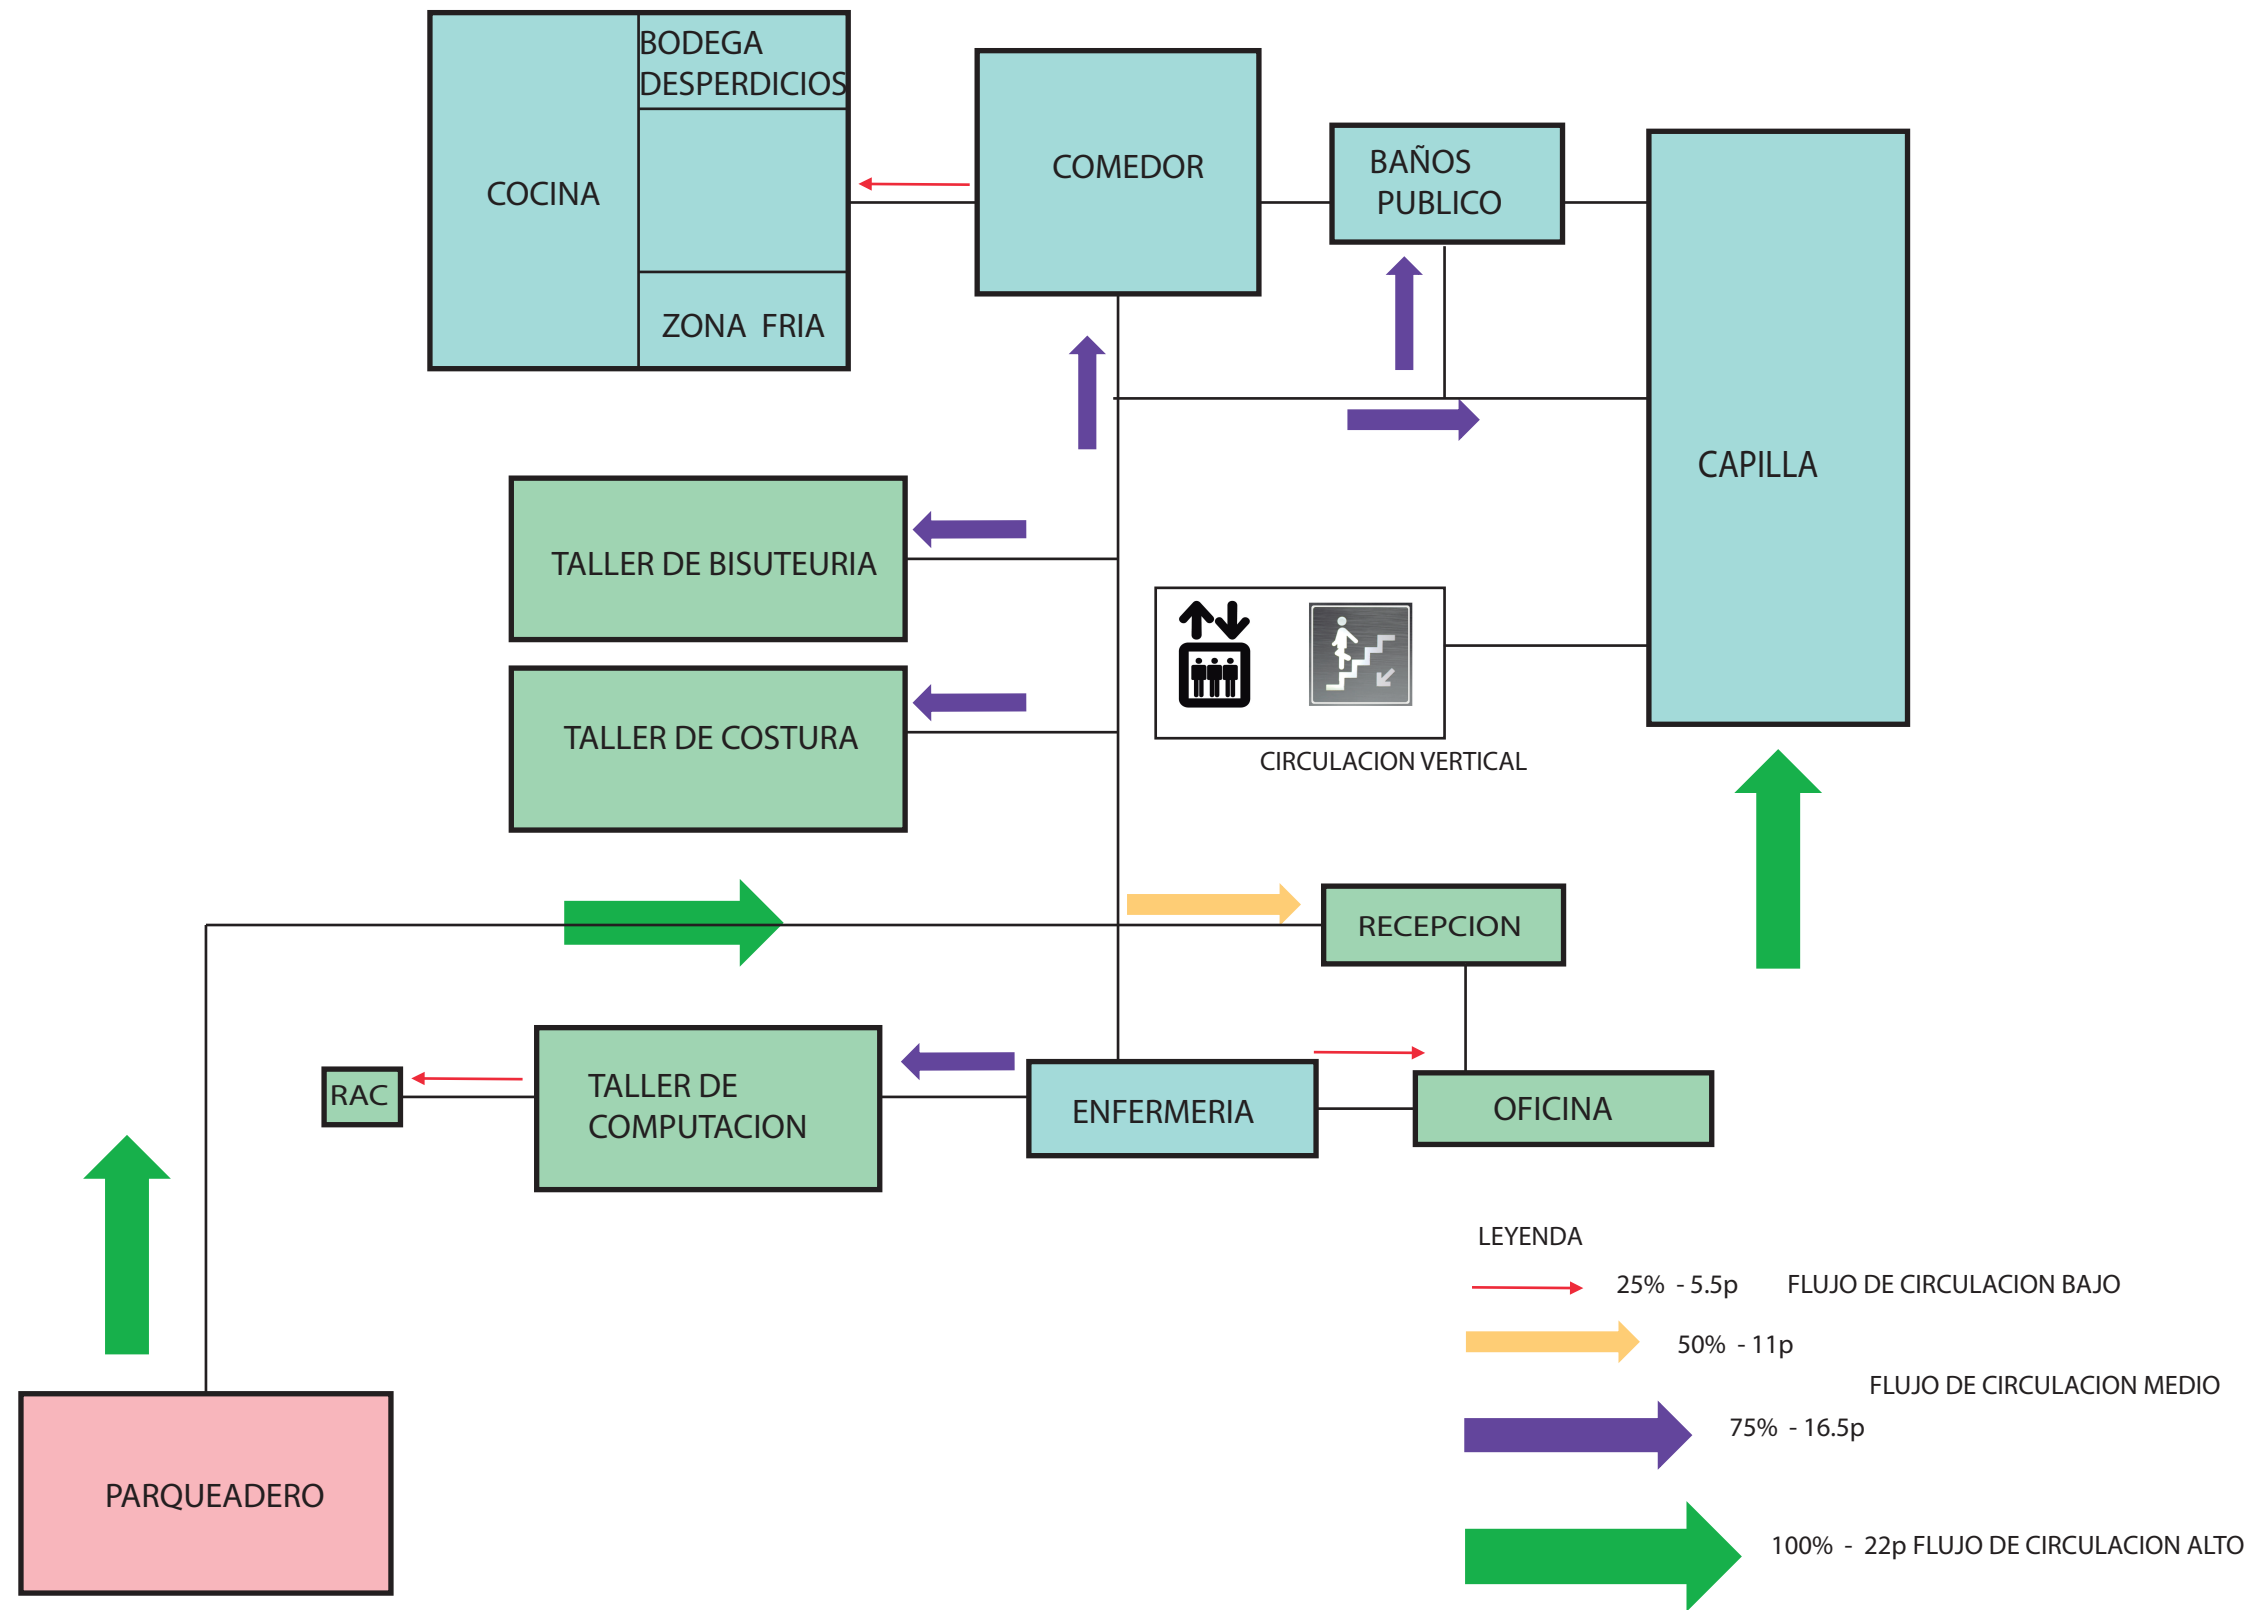 BODEGA
DESPERDICIOS
COCINA
ZONA FRIA
COMEDOR
BAÑOS
PUBLICO
CAPILLA
TALLER DE BISUTEURIA
TALLER DE COSTURA
CIRCULACION VERTICAL
RECEPCION
RAC
TALLER DE
COMPUTACION
ENFERMERIA
OFICINA
PARQUEADERO
LEYENDA
25% - 5.5p FLUJO DE CIRCULACION BAJO
50% - 11p
FLUJO DE CIRCULACION MEDIO
75% - 16.5p
100% - 22p FLUJO DE CIRCULACION ALTO